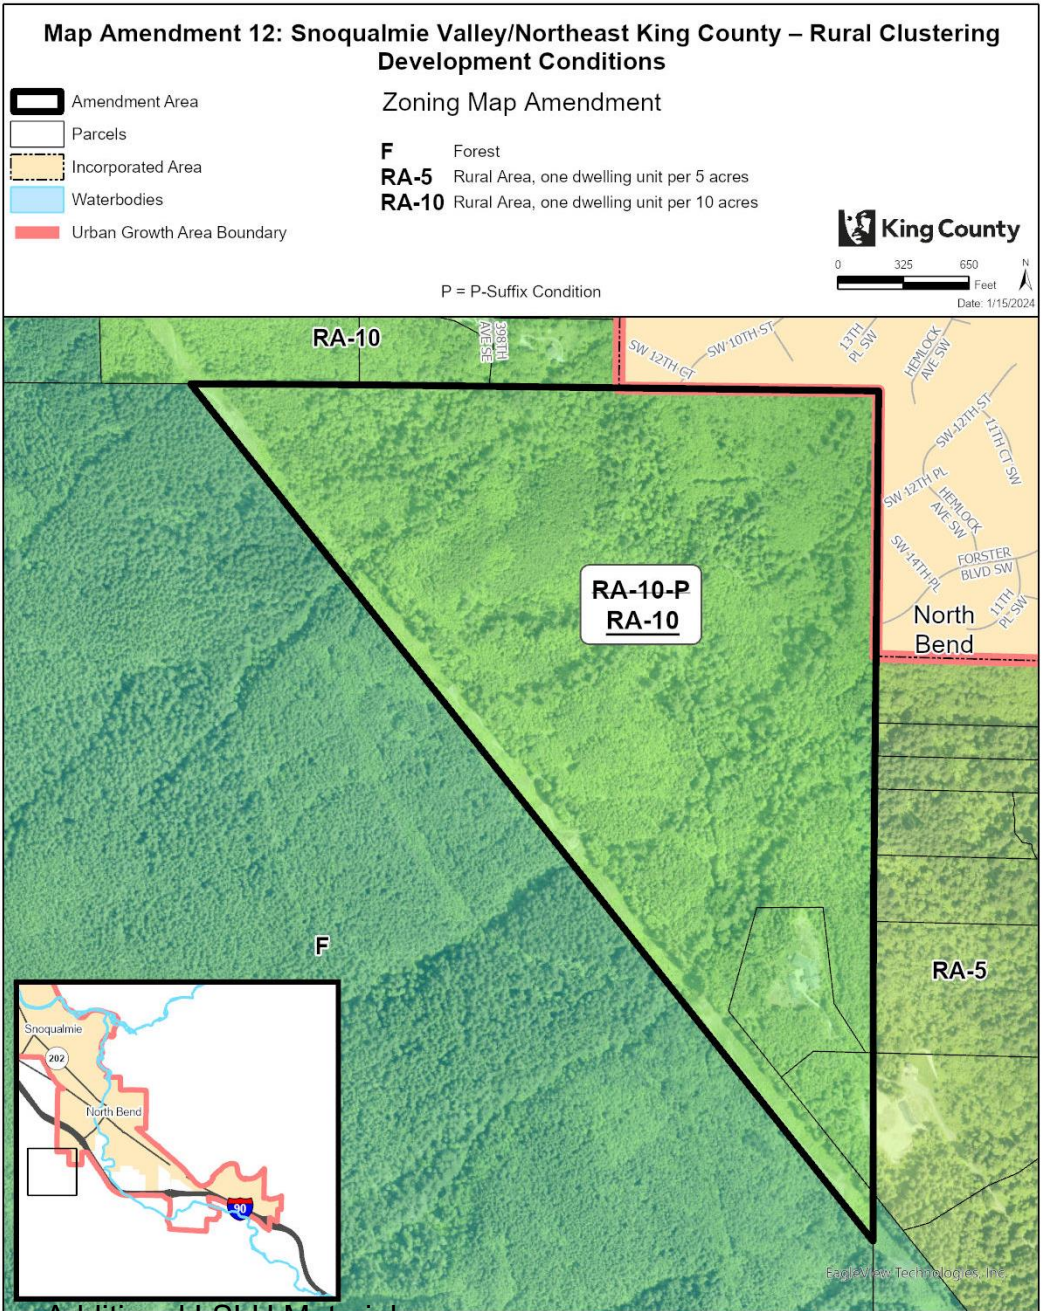 Map Amendment 12: Snoqualmie Valley/Northeast King County – Rural Clustering
Development Conditions
Amendment Area
Parcels
Incorporated Area
Waterbodies
Urban Growth Area Boundary
Zoning Map Amendment
F Forest
RA-5 Rural Area, one dwelling unit per 5 acres
RA-10 Rural Area, one dwelling unit per 10 acres
P = P-Suffix Condition
King County
0 325 650
Feet
N
Date: 1/15/2024
RA-10
398TH
AVE SE
SW 12TH CT
SW 10TH ST
13TH
PL SW
HEMLOCK
AVE SW
SW 12TH ST
11TH CT SW
SW 12TH PL
HEMLOCK
AVE SW
SW 14TH PL
FORSTER
BLVD SW
11TH
PL SW
North
Bend
RA-10-P
RA-10
F
RA-5
Snoqualmie
202
North Bend
90
EagleView Technologies, Inc.